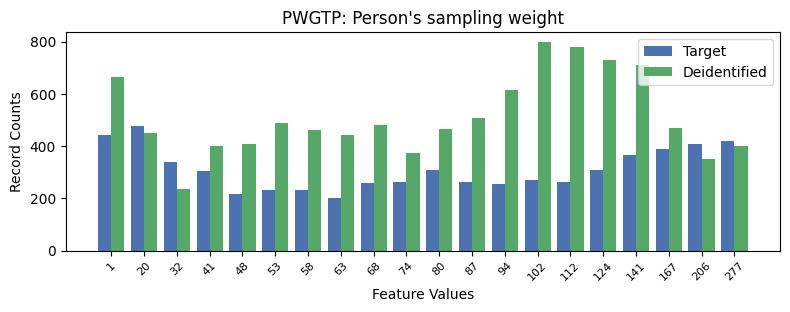 PWGTP: Person's sampling weight
Target
Deidentified
Record Counts
800
600
400
200
0
1 20 32 41 48 53 58 63 68 74 80 87 94 102 112 124 141 167 206 277
Feature Values